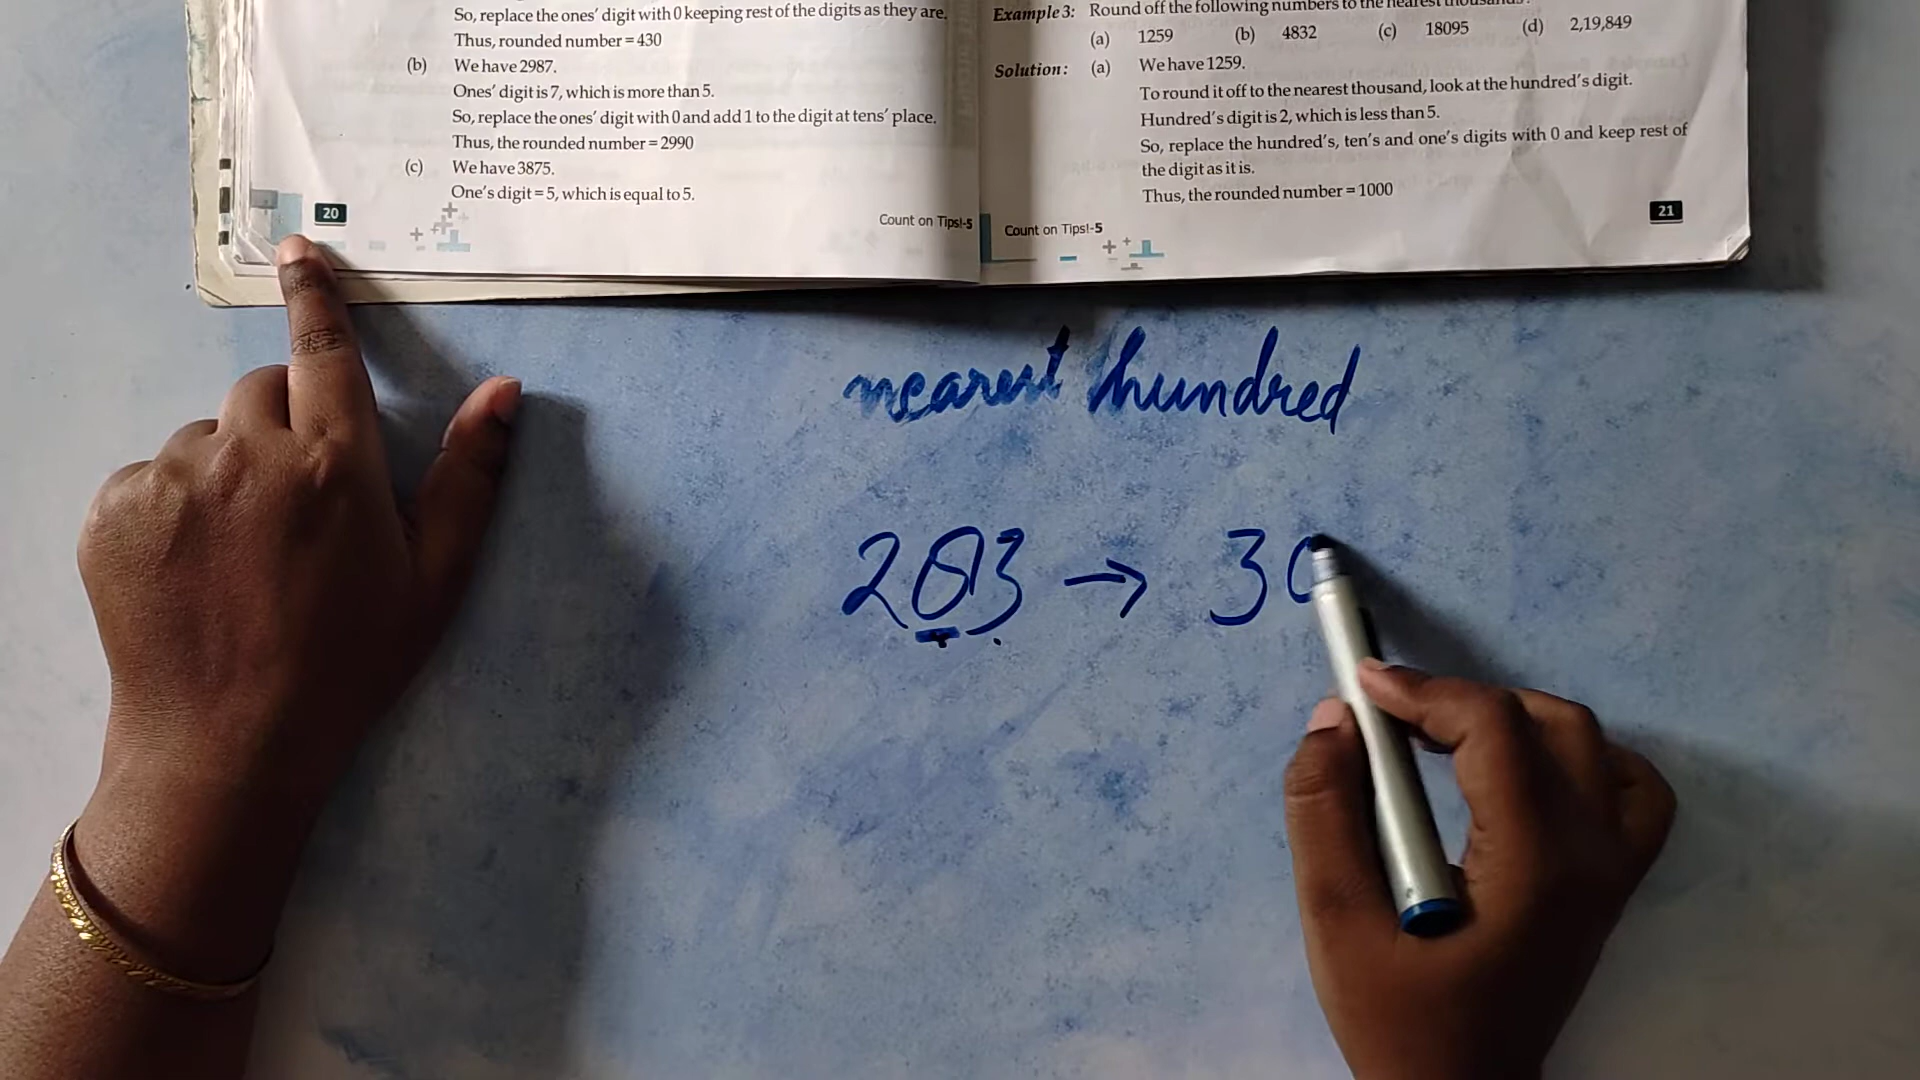 So, replace the ones' digit with 0 keeping rest of the digits as they are.
Thus, rounded number = 430
(b) We have 2987.
Ones' digit is 7, which is more than 5.
So, replace the ones' digit with 0 and add 1 to the digit at tens' place.
Thus, the rounded number = 2990
(c) We have 3875.
One's digit = 5, which is equal to 5.
20
Count on Tips!-5
Example 3: Round off the following numbers to the nearest thousands:
(a) 1259 (b) 4832 (c) 18095 (d) 2,19,849
Solution: (a) We have 1259.
To round it off to the nearest thousand, look at the hundred's digit.
Hundred's digit is 2, which is less than 5.
So, replace the hundred's, ten's and one's digits with 0 and keep rest of
the digit as it is.
Thus, the rounded number = 1000
Count on Tips!-5
21
nearest hundred
2 3 → 30